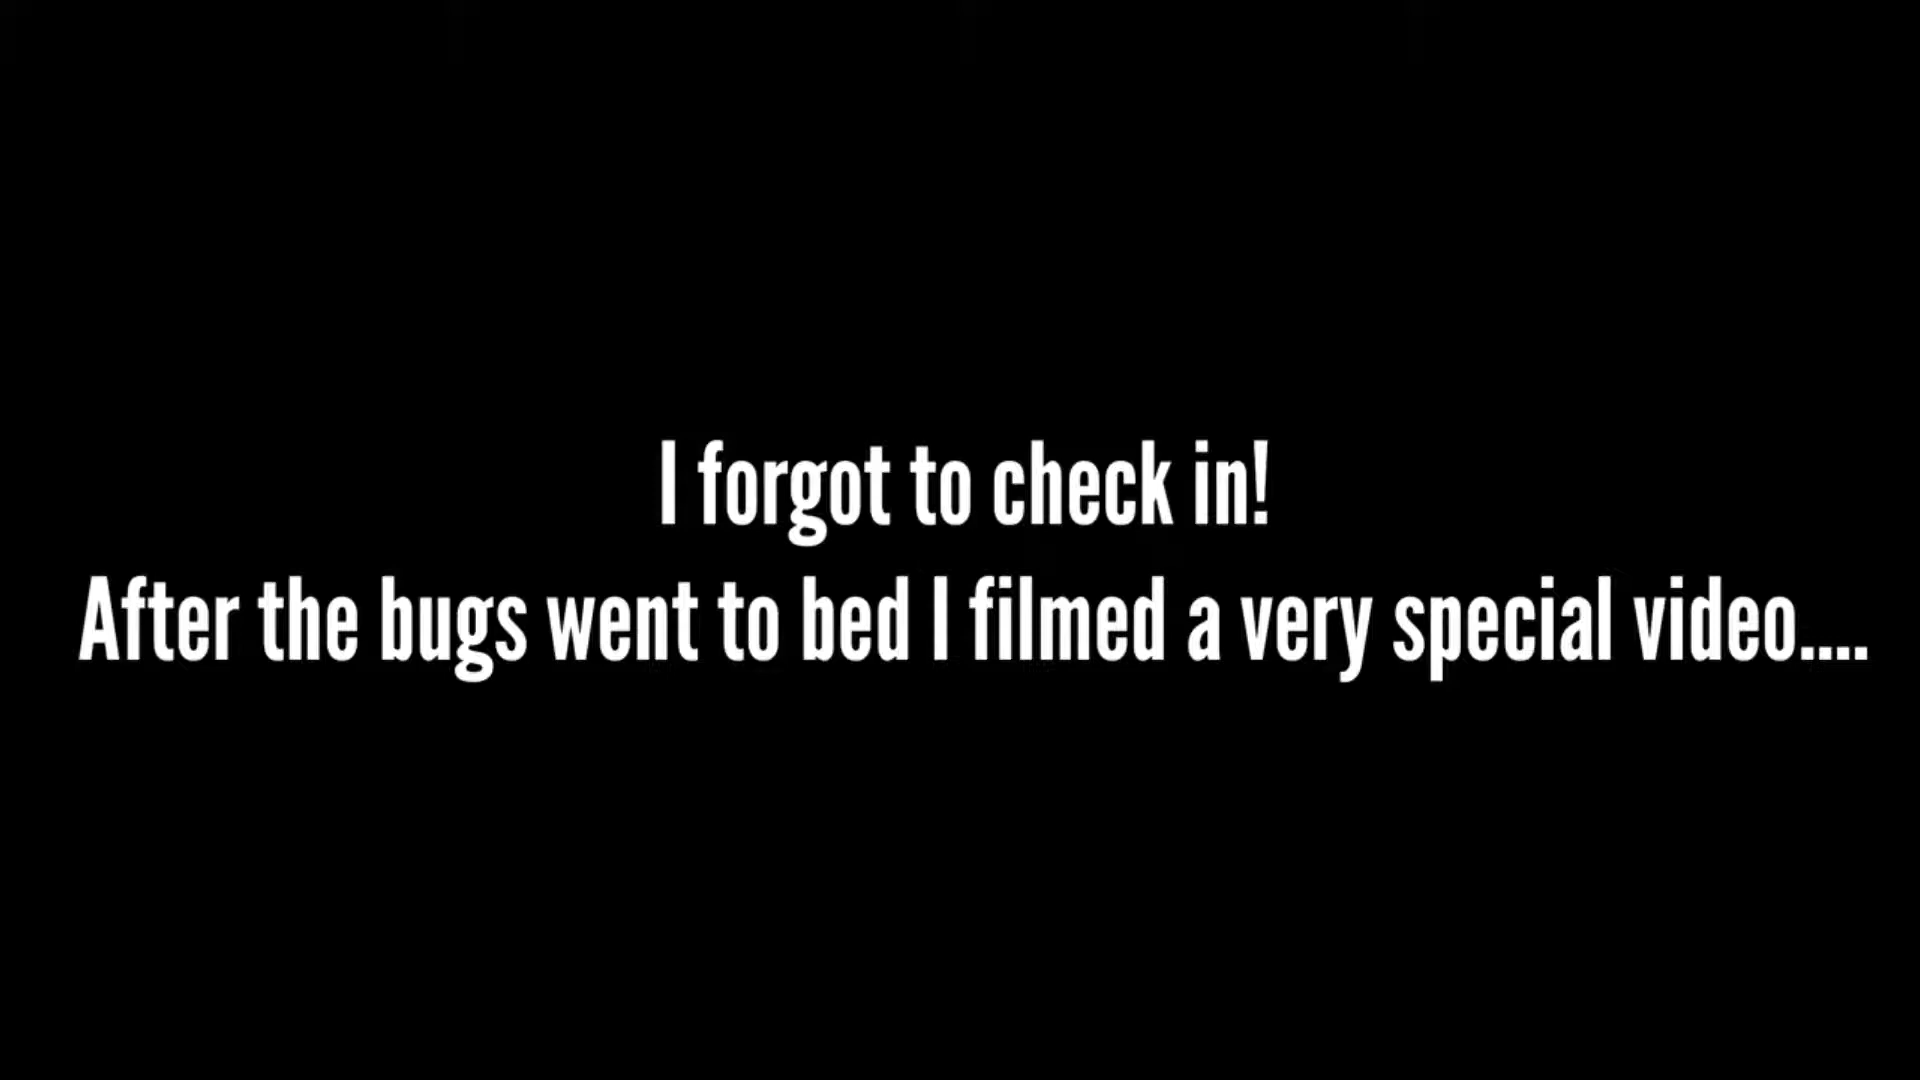 I forgot to check in!
After the bugs went to bed I filmed a very special video....